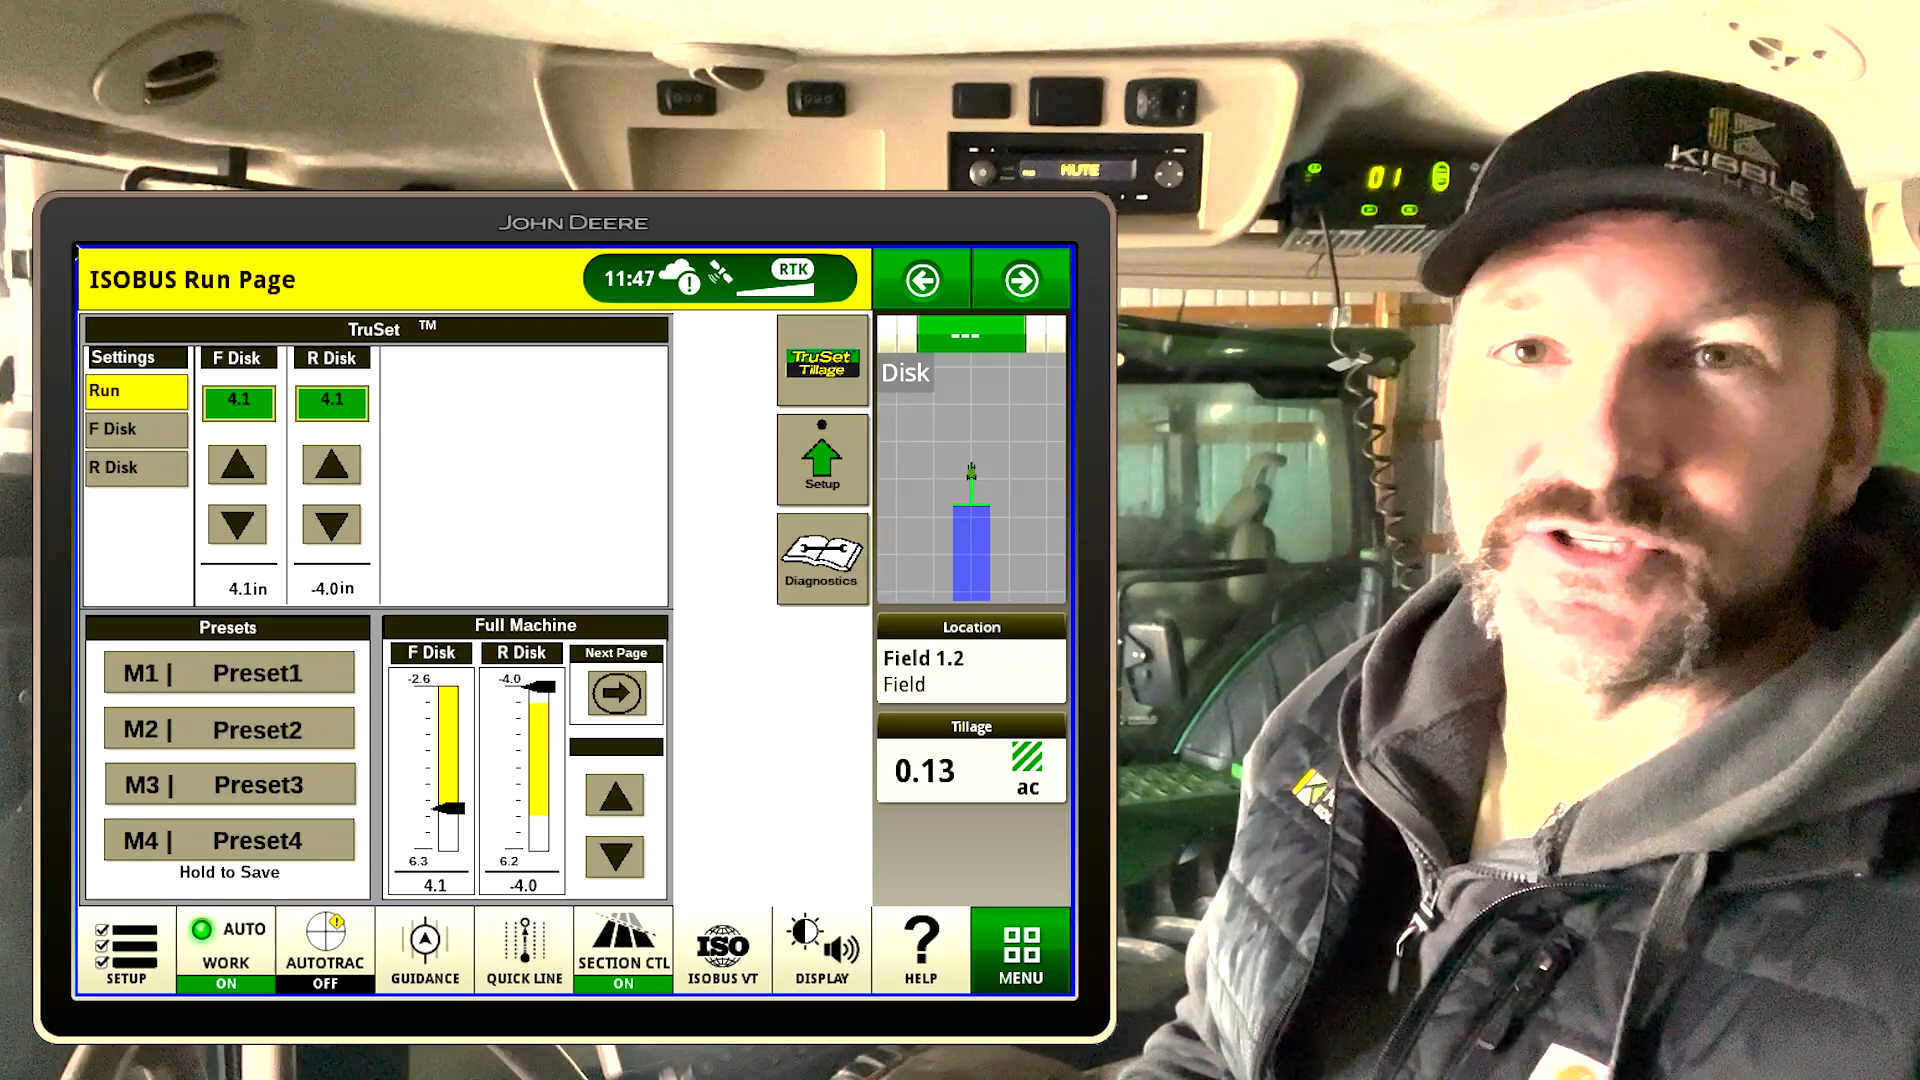 MUTE
01
KIBBLE
JOHN DEERE
ISOBUS Run Page
11:47
RTK
TruSet TM
Settings
F Disk
R Disk
Run
4.1
4.1
F Disk
R Disk
4.1in
-4.0in
TruSet
Tillage
Setup
Diagnostics
---
Disk
Presets
M1 | Preset1
M2 | Preset2
M3 | Preset3
M4 | Preset4
Hold to Save
Full Machine
F Disk
R Disk
Next Page
-2.6
-4.0
6.3
6.2
4.1
-4.0
Location
Field 1.2
Field
Tillage
0.13
ac
SETUP
AUTO
WORK
ON
AUTOTRAC
OFF
GUIDANCE
QUICK LINE
SECTION CTL
ON
ISO
ISOBUS VT
DISPLAY
?
HELP
MENU